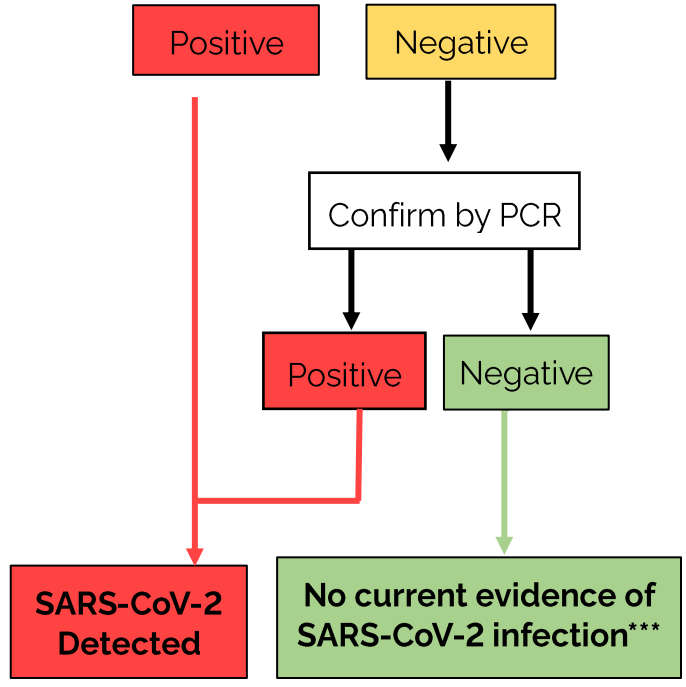 Positive
Negative
Confirm by PCR
Positive
Negative
SARS-CoV-2
Detected
No current evidence of
SARS-CoV-2 infection***